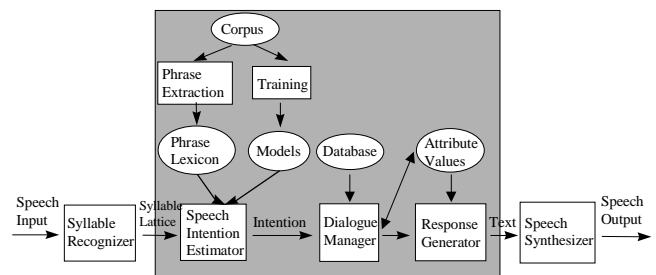 Corpus
Phrase
Extraction
Training
Phrase
Lexicon
Models
Database
Attribute
Values
Speech
Input
Syllable
Recognizer
Syllable
Lattice
Speech
Intention
Estimator
Intention
Dialogue
Manager
Response
Generator
Text
Speech
Synthesizer
Speech
Output